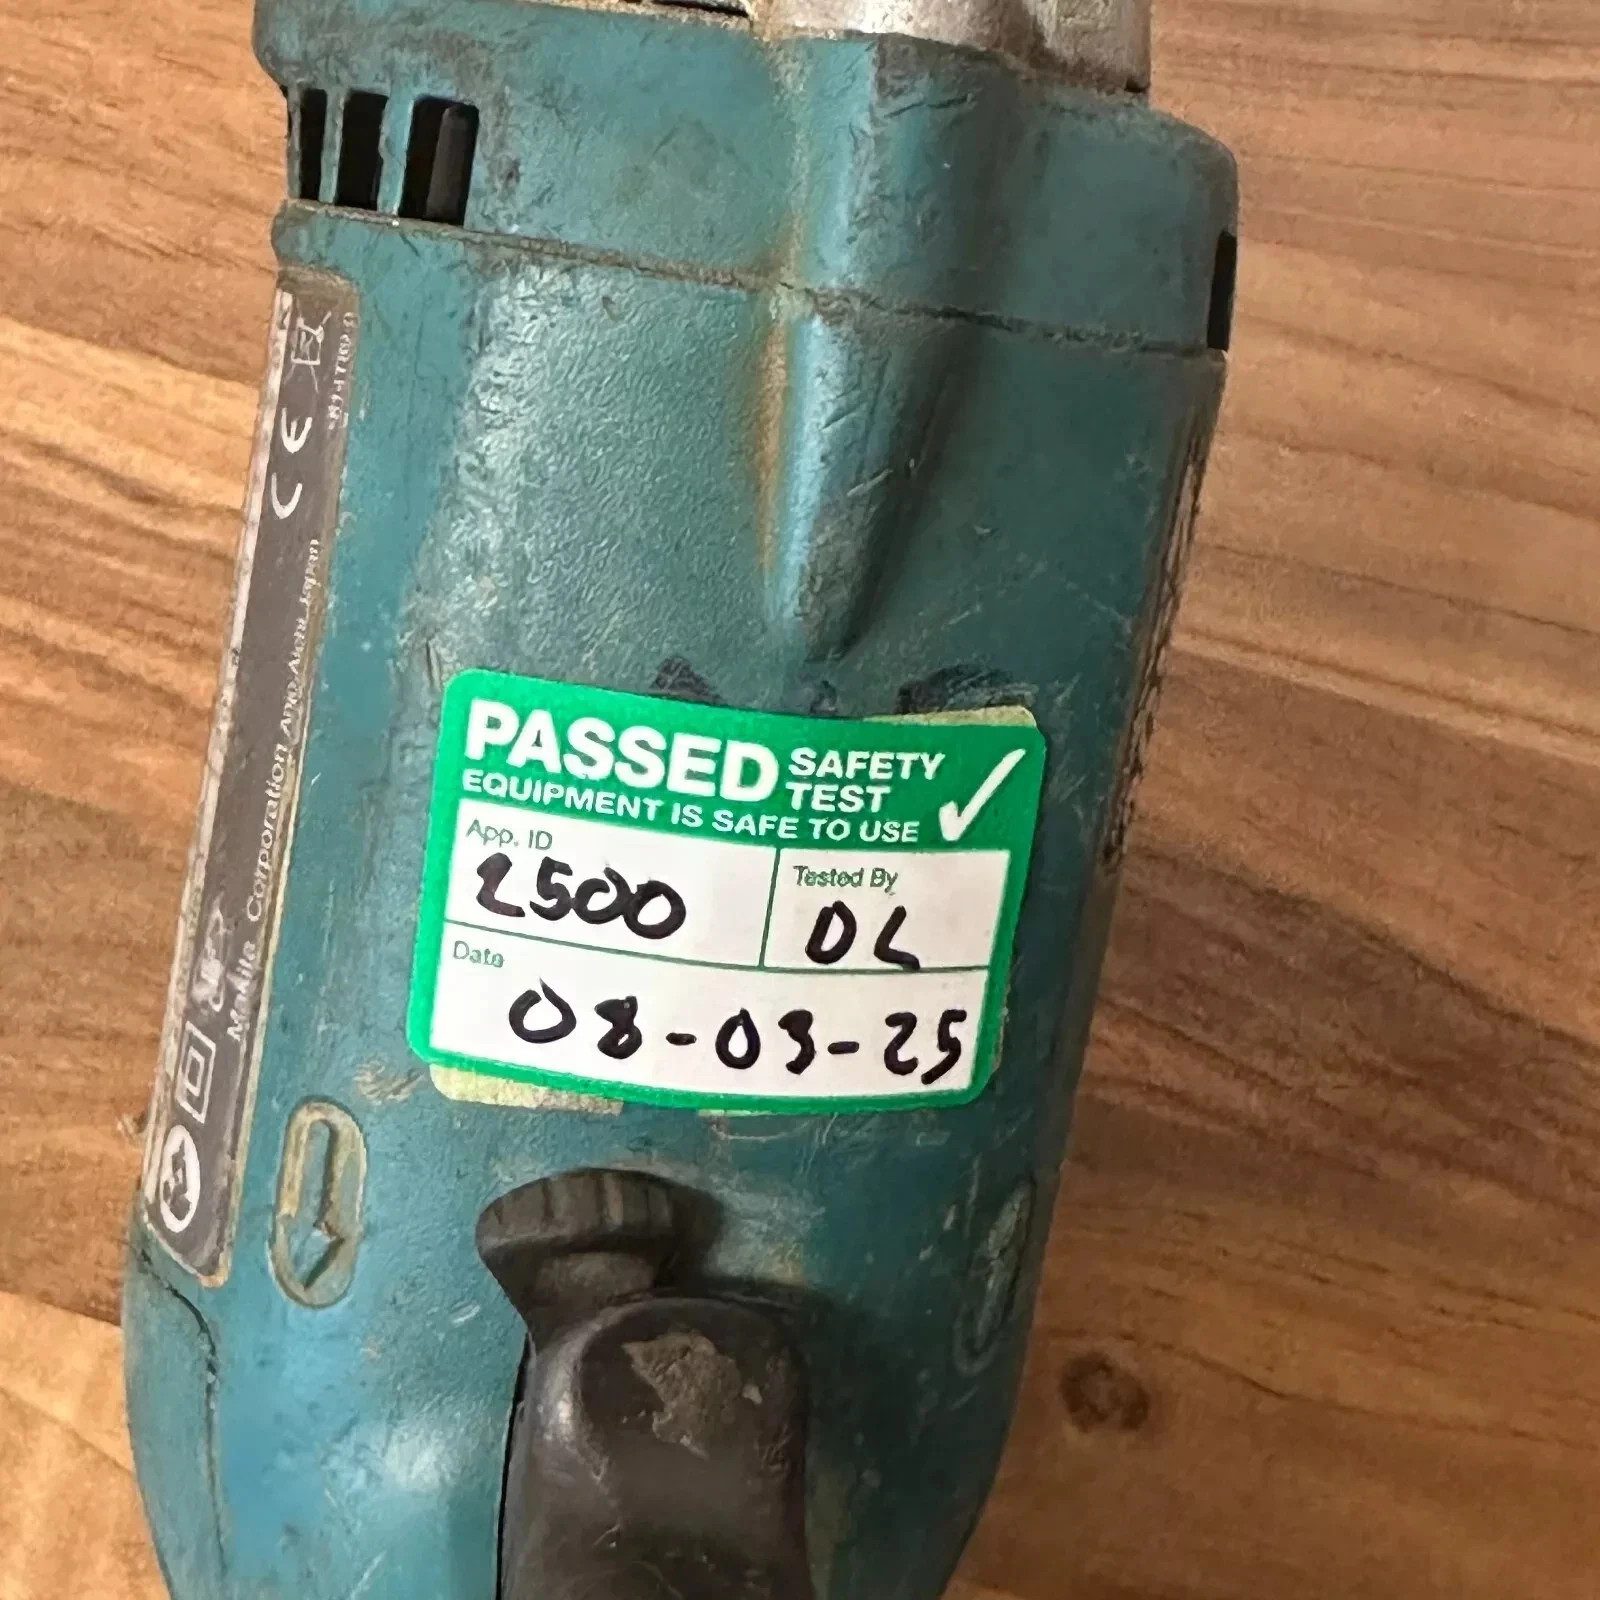 PASSED SAFETY TEST ✓
EQUIPMENT IS SAFE TO USE
App. ID
2500
Tested By
DL
Date
08-03-25
CE
Makita Corporation Anjo Aichi Japan